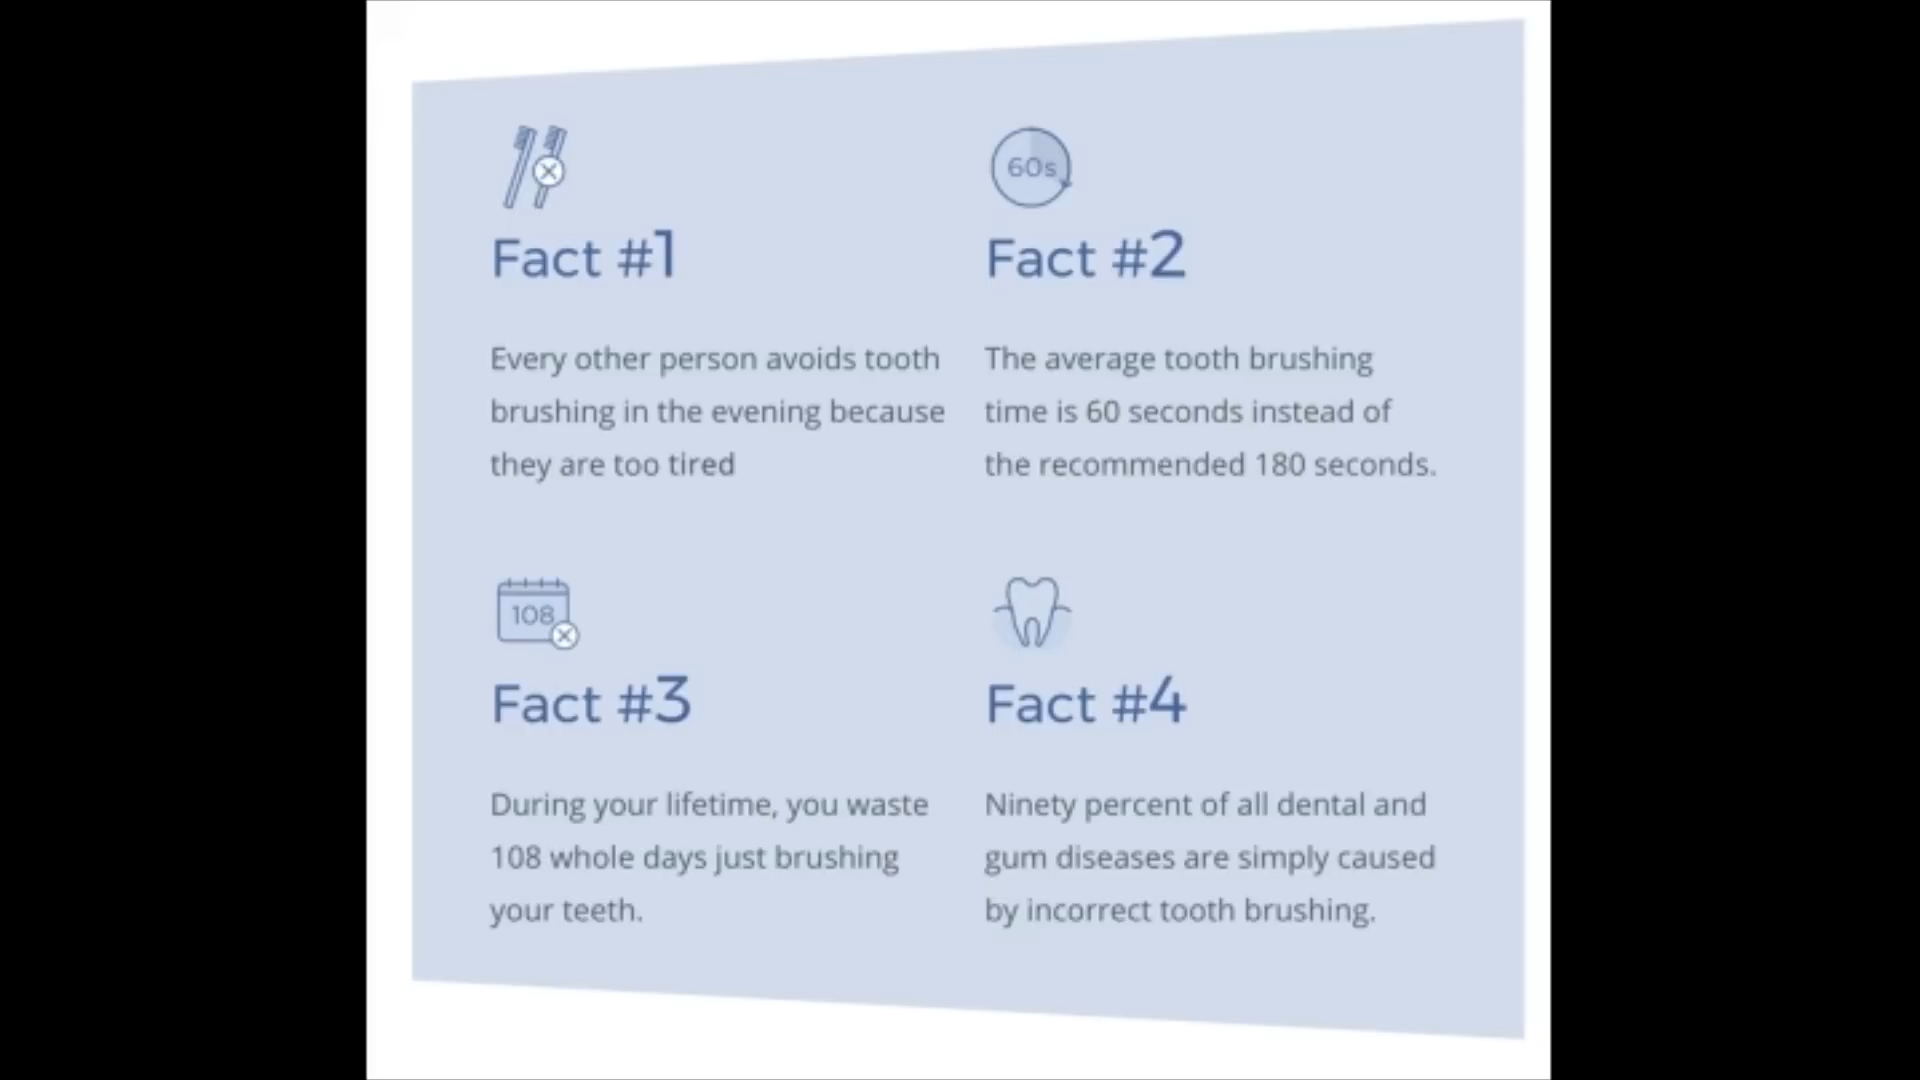 60s
Fact #1
Fact #2
Every other person avoids tooth
brushing in the evening because
they are too tired
The average tooth brushing
time is 60 seconds instead of
the recommended 180 seconds.
108
Fact #3
Fact #4
During your lifetime, you waste
108 whole days just brushing
your teeth.
Ninety percent of all dental and
gum diseases are simply caused
by incorrect tooth brushing.